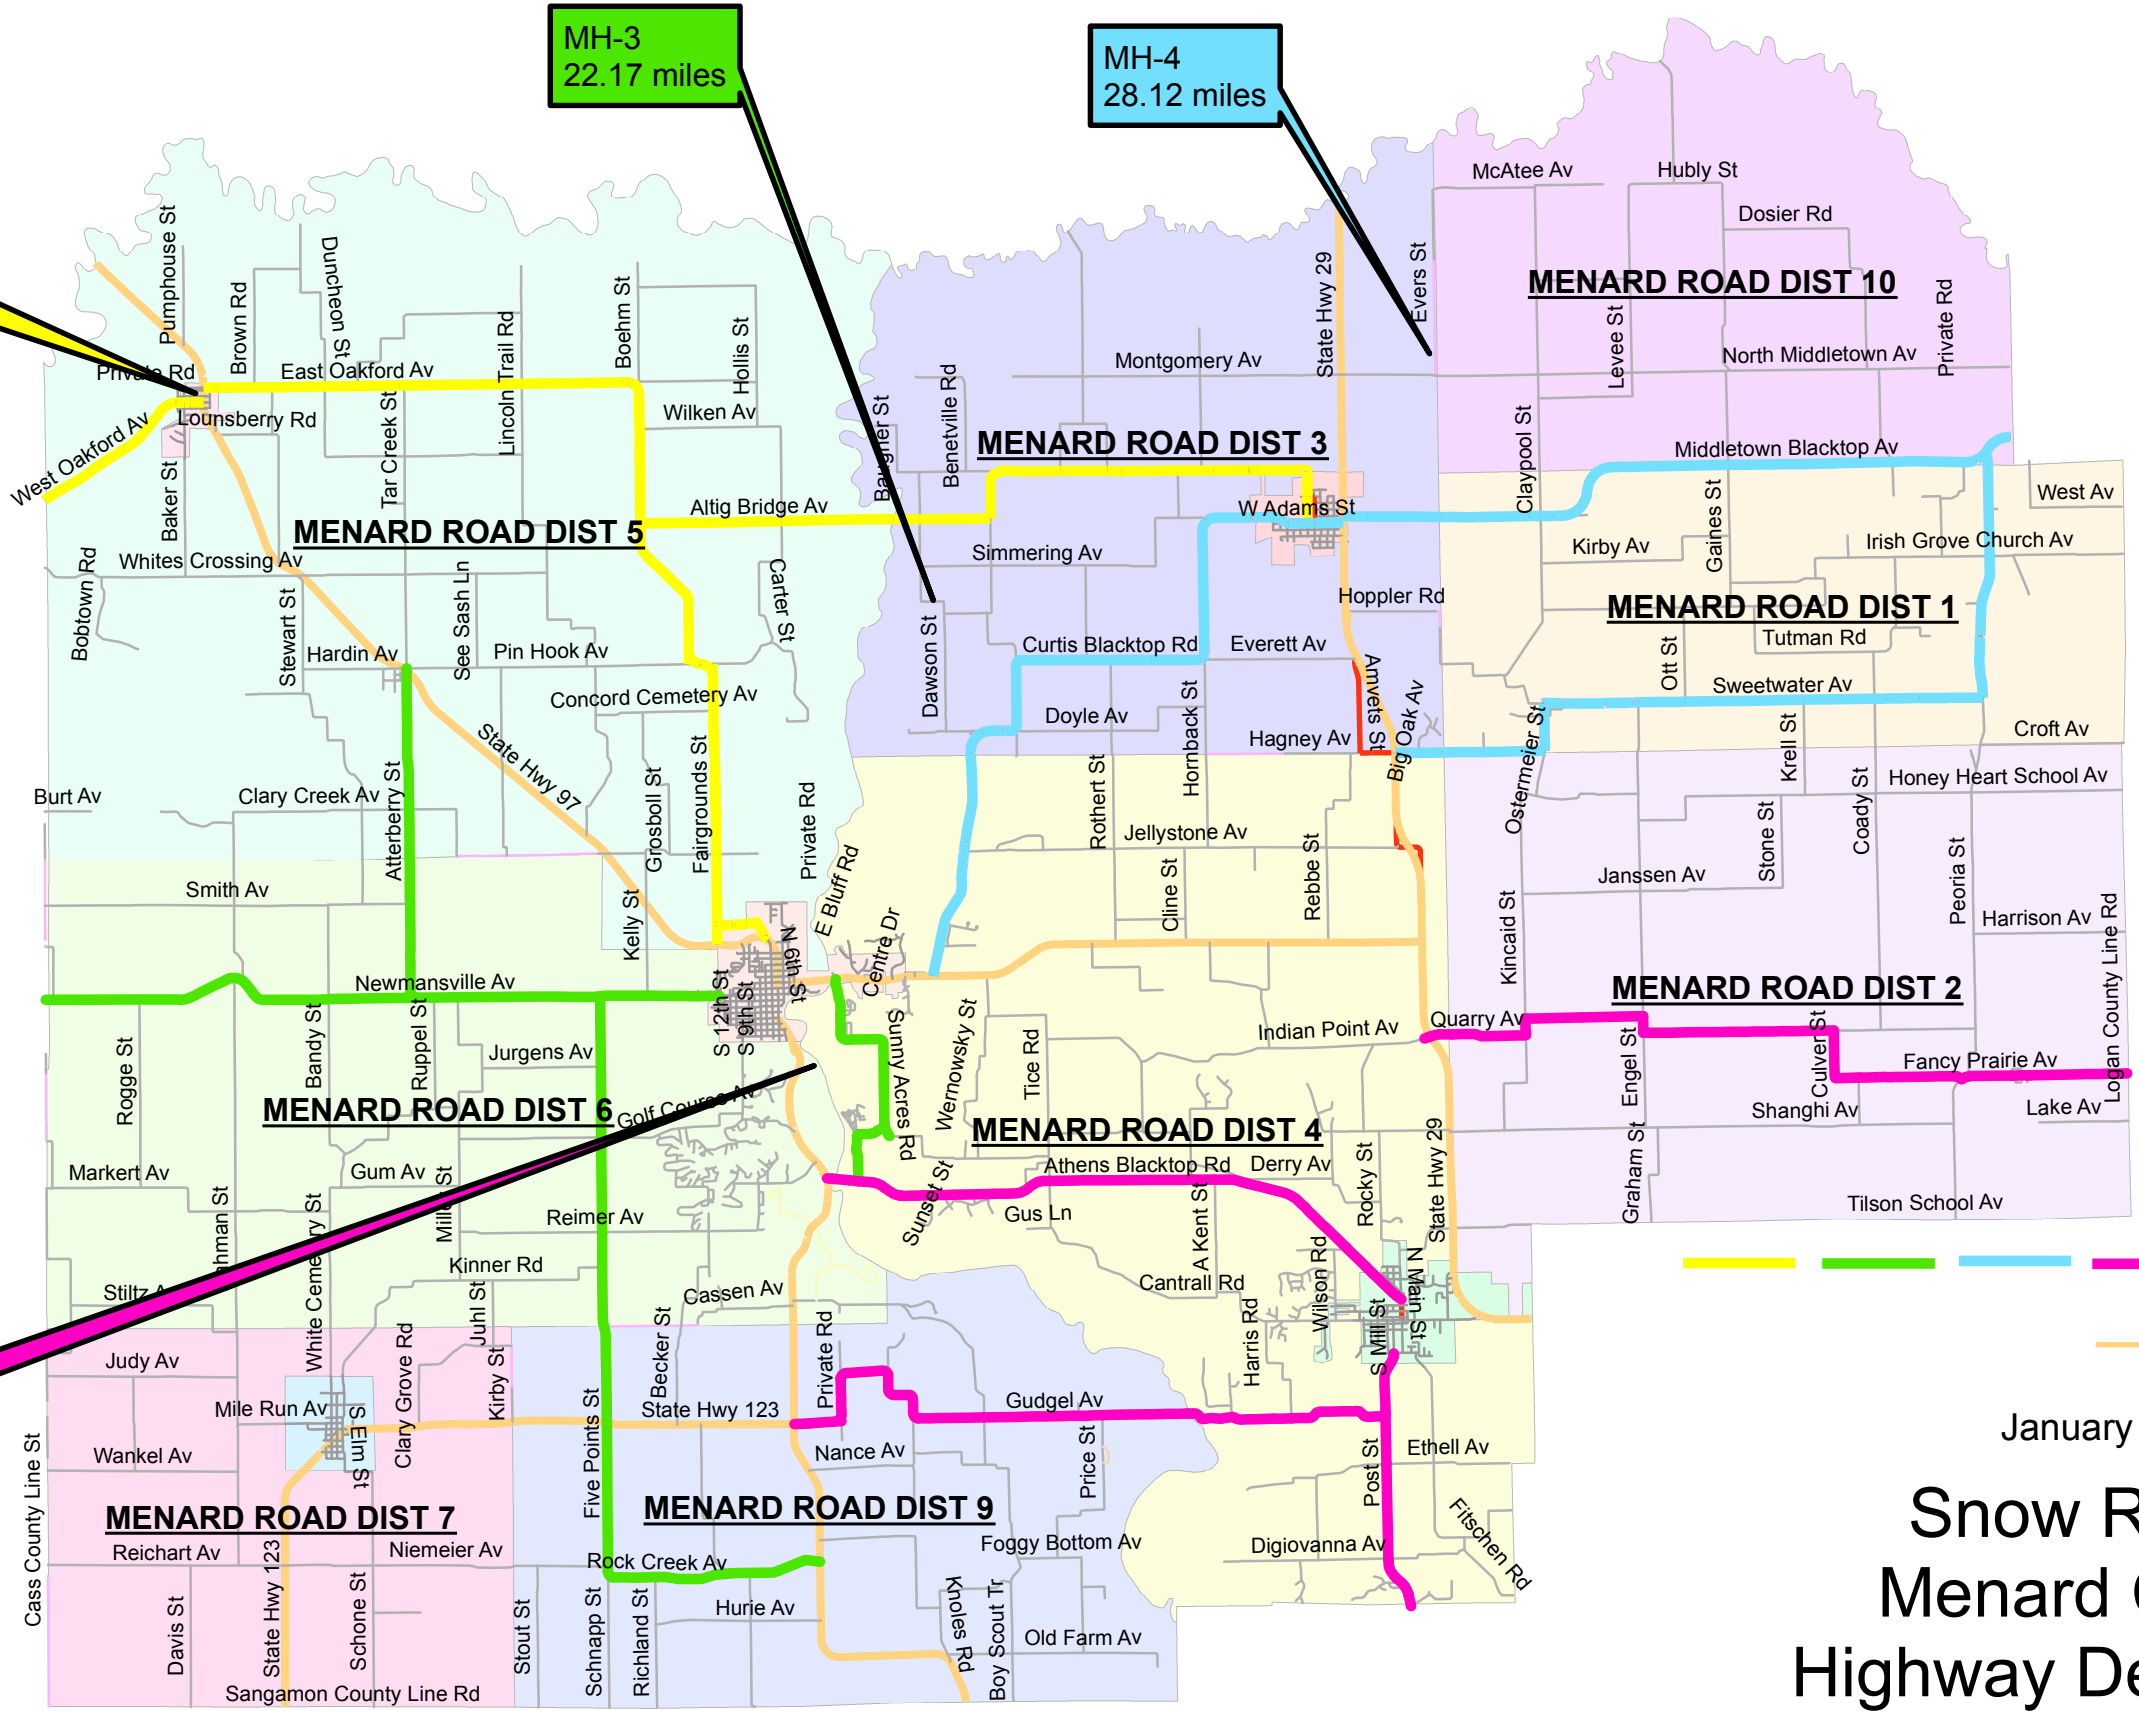 MH-3
22.17 miles
MH-4
28.12 miles
McAtee Av
Hubly St
Dosier Rd
Pumphouse St
Duncheon St
Brown Rd
Lincoln Trail Rd
Boehm St
Hollis St
State Hwy 29
Evers St
MENARD ROAD DIST 10
Levee St
Private Rd
Private Rd
East Oakford Av
Montgomery Av
North Middletown Av
Lounsberry Rd
Tar Creek St
Wilken Av
Benetville Rd
MENARD ROAD DIST 3
Claypool St
Middletown Blacktop Av
West Oakford Av
Baker St
MENARD ROAD DIST 5
Altig Bridge Av
W Adams St
Gaines St
West Av
Whites Crossing Av
Simmering Av
Kirby Av
Irish Grove Church Av
Bobtown Rd
Stewart St
See Sash Ln
Carter St
Hoppler Rd
MENARD ROAD DIST 1
Hardin Av
Pin Hook Av
Dawson St
Curtis Blacktop Rd
Everett Av
Amvets St
Ott St
Tutman Rd
Concord Cemetery Av
Sweetwater Av
Hornback St
Doyle Av
Hagney Av
Big Oak Av
Ostermeier St
Krell St
Croft Av
State Hwy 97
Fairgrounds St
Grosboll St
Burt Av
Clary Creek Av
Atterberry St
Private Rd
Rothert St
Jellystone Av
Honey Heart School Av
Stone St
Coady St
Smith Av
Kelly St
E Bluff Rd
Cline St
Rebbe St
Kincaid St
Janssen Av
Peoria St
Harrison Av
Logan County Line Rd
Centre Dr
N 6th St
Newmansville Av
S 12th St
S 9th St
MENARD ROAD DIST 2
Rogge St
Bandy St
Ruppel St
Jurgens Av
Sunny Acres Rd
Wernowsky St
Tice Rd
Indian Point Av
Quarry Av
Engel St
Culver St
Fancy Prairie Av
MENARD ROAD DIST 6
Golf Course Av
MENARD ROAD DIST 4
Shanghi Av
Lake Av
Markert Av
Gum Av
Athens Blacktop Rd
Derry Av
Rocky St
State Hwy 29
Graham St
Tilson School Av
Reimer Av
Sunset St
Gus Ln
A Kent St
Kinner Rd
Cantrall Rd
Wilson Rd
N Main St
Cassen Av
White Cemetery St
Juhl St
Becker St
Private Rd
Harris Rd
S Mill St
Judy Av
Clary Grove Rd
Kirby St
Mile Run Av
S Elm St
State Hwy 123
Gudgel Av
Cass County Line St
Wankel Av
Five Points St
Nance Av
Price St
Post St
Ethell Av
January
MENARD ROAD DIST 7
MENARD ROAD DIST 9
Fitschen Rd
Snow
Reichart Av
Niemeier Av
Rock Creek Av
Foggy Bottom Av
Digiovanna Av
Menard
Davis St
State Hwy 123
Schone St
Stout St
Schnapp St
Richland St
Hurie Av
Knoles Rd
Boy Scout Tr
Old Farm Av
Highway
Sangamon County Line Rd